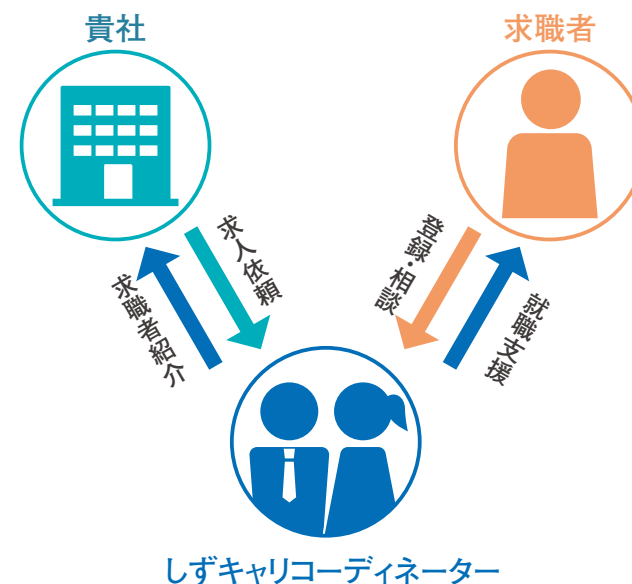 貴社
求職者
求人依頼
求職者紹介
登録・相談
就職支援
しずキャリコーディネーター